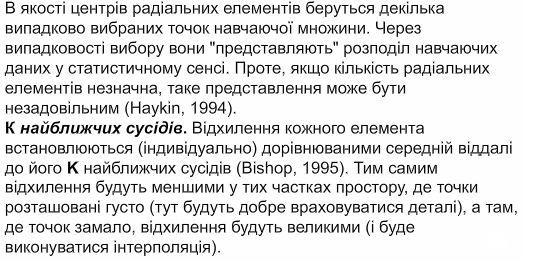 В якості центрів радіальних елементів беруться декілька
випадково вибраних точок навчаючої множини. Через
випадковості вибору вони "представляють" розподіл навчаючих
даних у статистичному сенсі. Проте, якщо кількість радіальних
елементів незначна, таке представлення може бути
незадовільним (Haykin, 1994).
К найближчих сусідів. Відхилення кожного елемента
встановлюються (індивідуально) дорівнюваними середній віддалі
до його K найближчих сусідів (Bishop, 1995). Тим самим
відхилення будуть меншими у тих частках простору, де точки
розташовані густо (тут будуть добре враховуватися деталі), а там,
де точок замало, відхилення будуть великими (і буде
виконуватися інтерполяція).